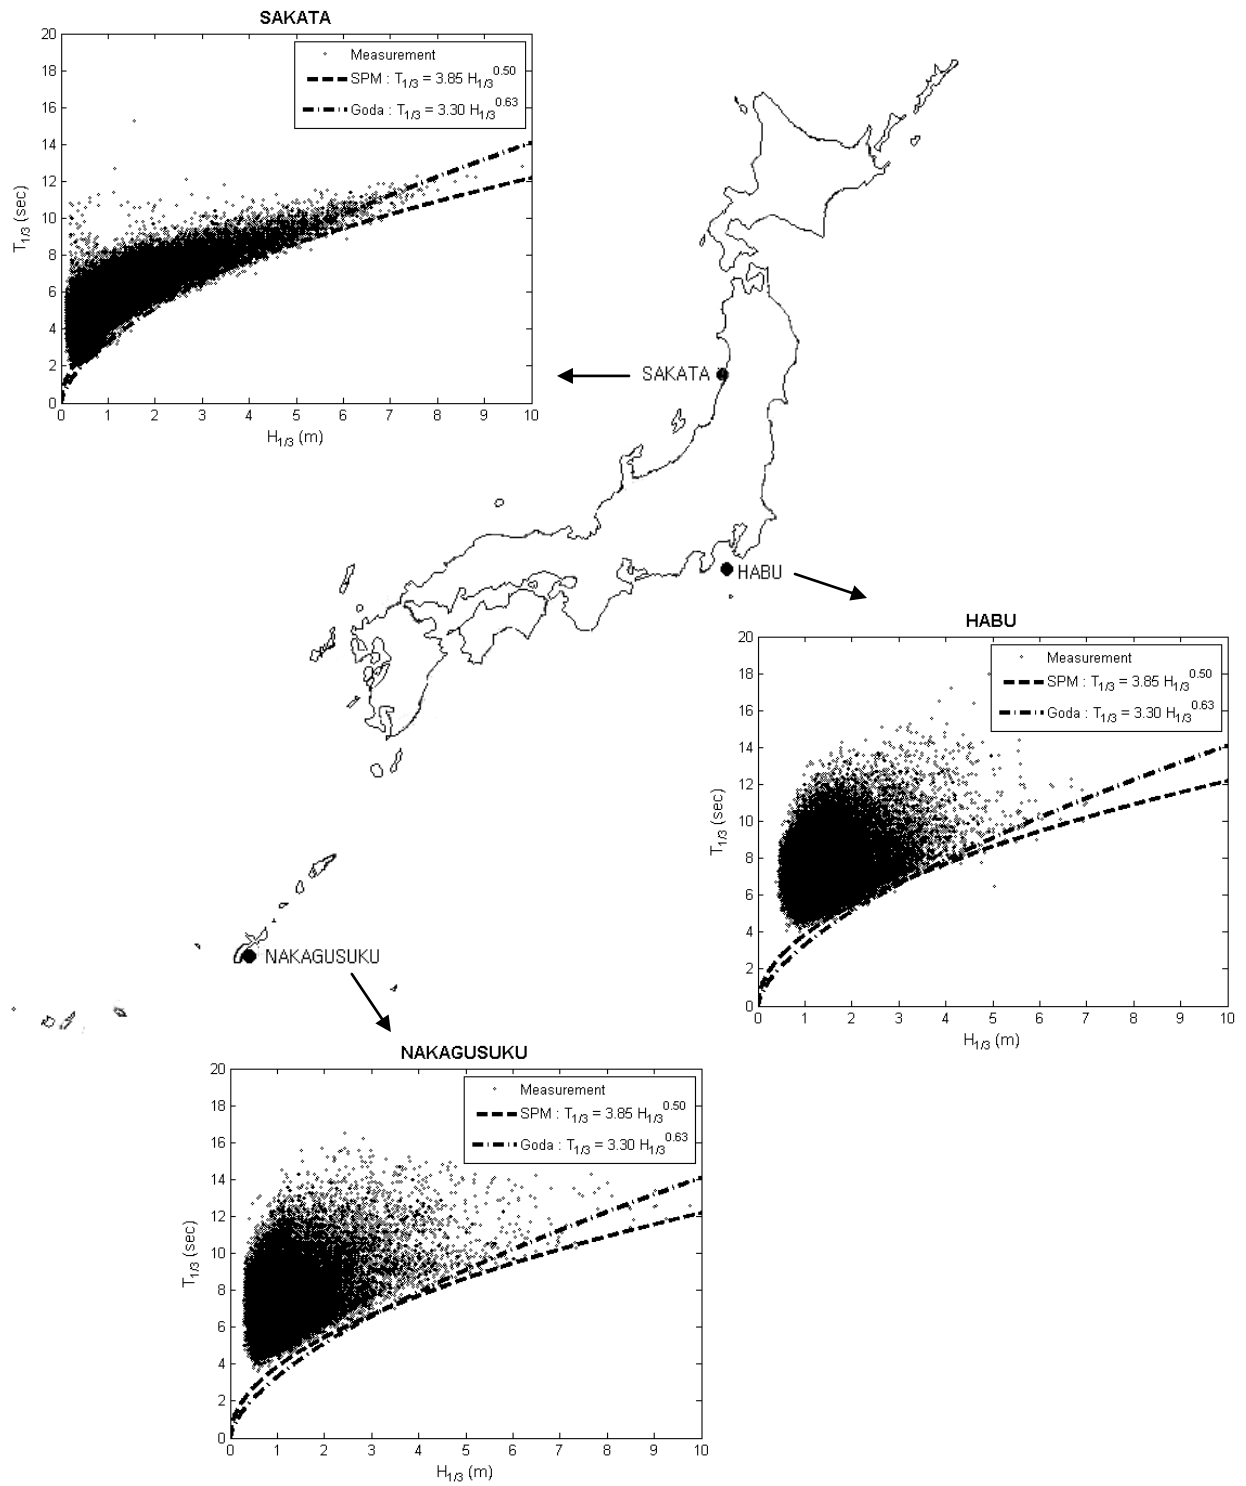 SAKATA
20
18
16
14
12
10
8
6
4
2
0
T1/3 (sec)
Measurement
SPM : T1/3 = 3.85 H1/3^0.50
Goda : T1/3 = 3.30 H1/3^0.63
0 1 2 3 4 5 6 7 8 9 10
H1/3 (m)
SAKATA
HABU
HABU
20
18
16
14
12
10
8
6
4
2
0
T1/3 (sec)
Measurement
SPM : T1/3 = 3.85 H1/3^0.50
Goda : T1/3 = 3.30 H1/3^0.63
0 1 2 3 4 5 6 7 8 9 10
H1/3 (m)
NAKAGUSUKU
NAKAGUSUKU
20
18
16
14
12
10
8
6
4
2
0
T1/3 (sec)
Measurement
SPM : T1/3 = 3.85 H1/3^0.50
Goda : T1/3 = 3.30 H1/3^0.63
0 1 2 3 4 5 6 7 8 9 10
H1/3 (m)